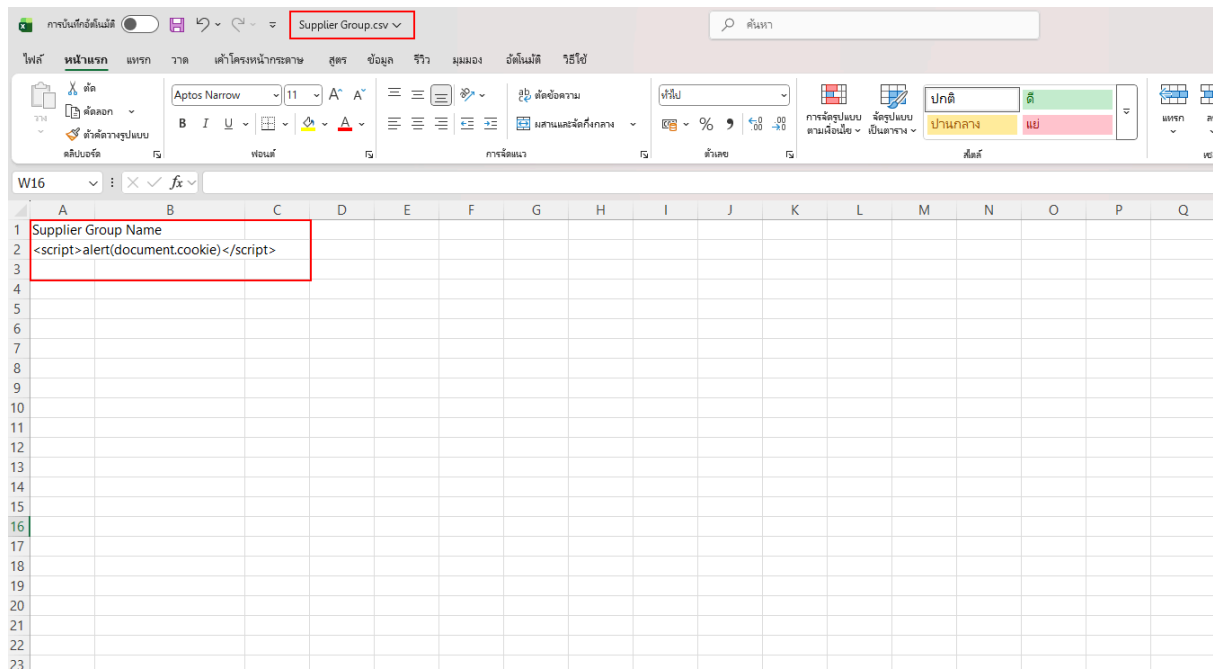 การบันทึกอัตโนมัติ Supplier Group.csv ค้นหา
ไฟล์ หน้าแรก แทรก วาด เค้าโครงหน้ากระดาษ สูตร ข้อมูล รีวิว มุมมอง อัตโนมัติ วิธีใช้
วาง ตัด
คัดลอก
ตัวคัดวางรูปแบบ
คลิปบอร์ด
Aptos Narrow 11 A^ A˅
B I U A
ฟอนต์
ab ตัดข้อความ
ผสานและจัดกึ่งกลาง
การจัดแนว
ทั่วไป
% 9 .00 .00
ตัวเลข
การจัดรูปแบบ จัดรูปแบบ
ตามเงื่อนไข เป็นตาราง
ปกติ ดี
ปานกลาง แย่
สไตล์
แทรก
W16 fx
A B C D E F G H I J K L M N O P Q
1 Supplier Group Name
2 <script>alert(document.cookie)</script>
3
4
5
6
7
8
9
10
11
12
13
14
15
16
17
18
19
20
21
22
23